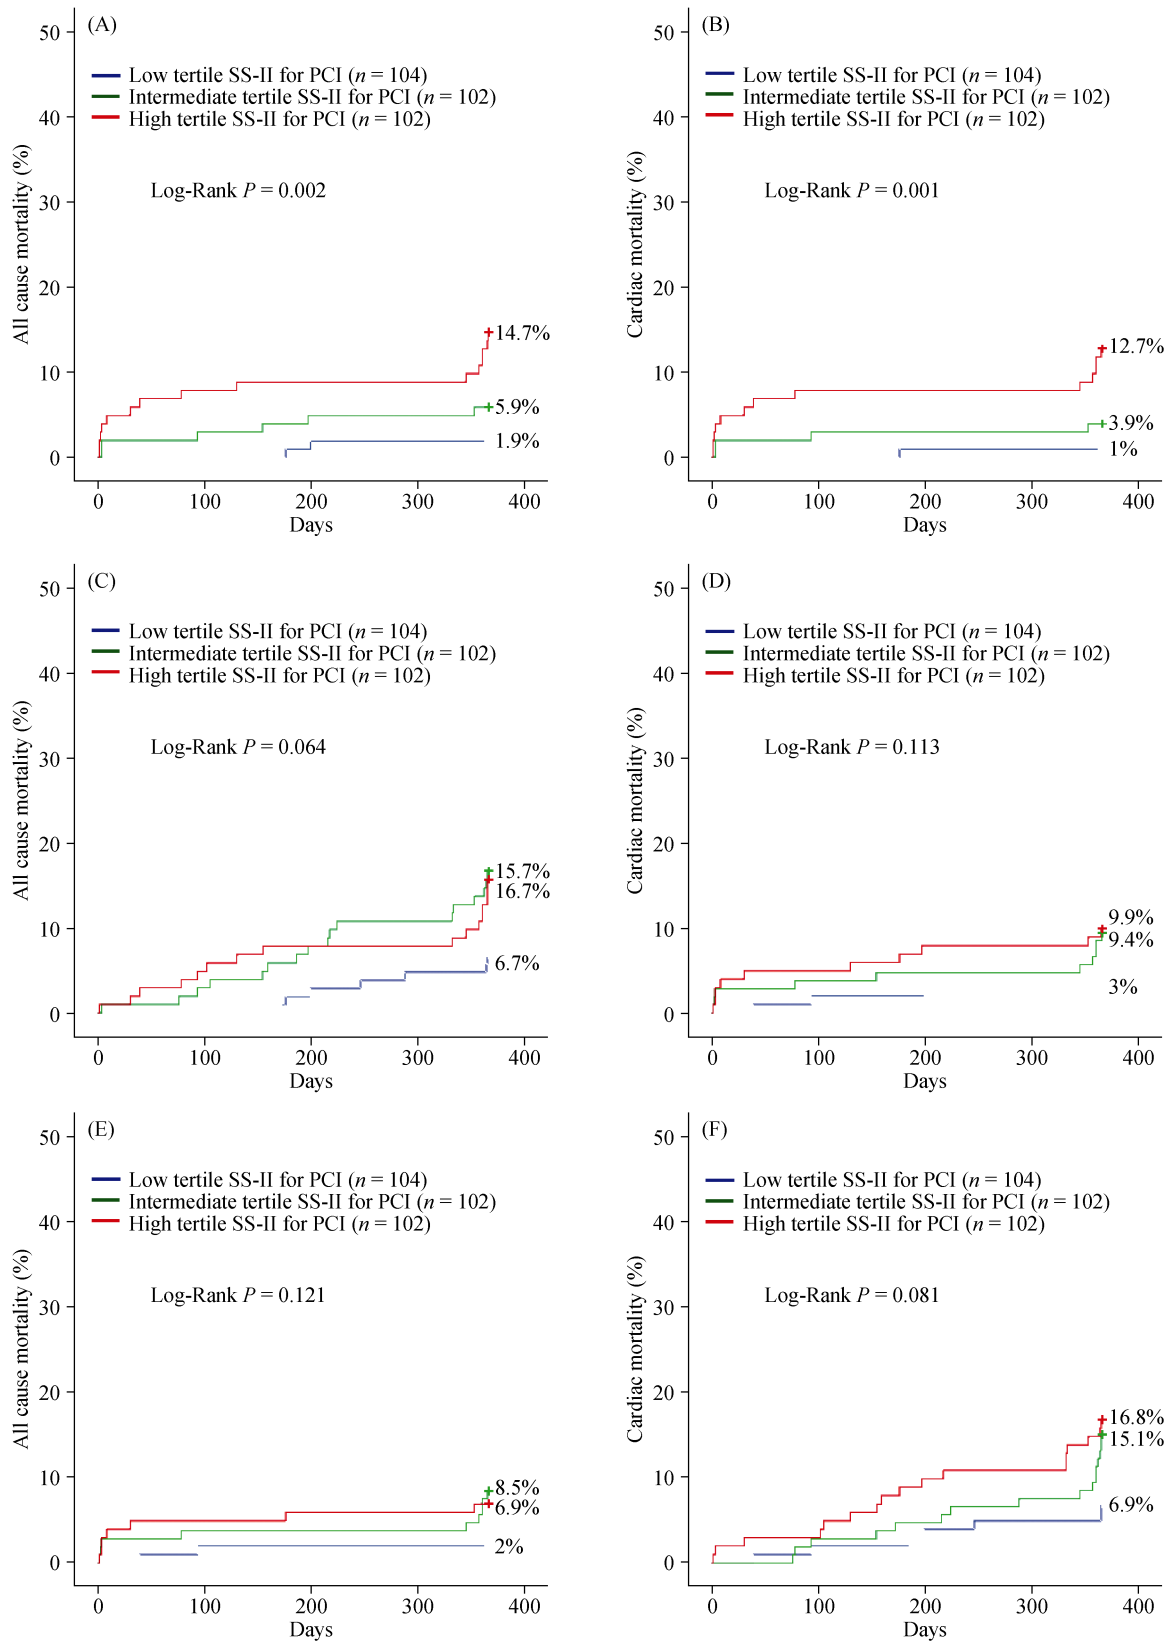 (A)
50
40
30
20
10
0
All cause mortality (%)
Low tertile SS-II for PCI (n = 104)
Intermediate tertile SS-II for PCI (n = 102)
High tertile SS-II for PCI (n = 102)
Log-Rank P = 0.002
14.7%
5.9%
1.9%
0 100 200 300 400
Days
(B)
50
40
30
20
10
0
Cardiac mortality (%)
Low tertile SS-II for PCI (n = 104)
Intermediate tertile SS-II for PCI (n = 102)
High tertile SS-II for PCI (n = 102)
Log-Rank P = 0.001
12.7%
3.9%
1%
0 100 200 300 400
Days
(C)
50
40
30
20
10
0
All cause mortality (%)
Low tertile SS-II for PCI (n = 104)
Intermediate tertile SS-II for PCI (n = 102)
High tertile SS-II for PCI (n = 102)
Log-Rank P = 0.064
15.7%
16.7%
6.7%
0 100 200 300 400
Days
(D)
50
40
30
20
10
0
Cardiac mortality (%)
Low tertile SS-II for PCI (n = 104)
Intermediate tertile SS-II for PCI (n = 102)
High tertile SS-II for PCI (n = 102)
Log-Rank P = 0.113
9.9%
9.4%
3%
0 100 200 300 400
Days
(E)
50
40
30
20
10
0
All cause mortality (%)
Low tertile SS-II for PCI (n = 104)
Intermediate tertile SS-II for PCI (n = 102)
High tertile SS-II for PCI (n = 102)
Log-Rank P = 0.121
8.5%
6.9%
2%
0 100 200 300 400
Days
(F)
50
40
30
20
10
0
Cardiac mortality (%)
Low tertile SS-II for PCI (n = 104)
Intermediate tertile SS-II for PCI (n = 102)
High tertile SS-II for PCI (n = 102)
Log-Rank P = 0.081
16.8%
15.1%
6.9%
0 100 200 300 400
Days